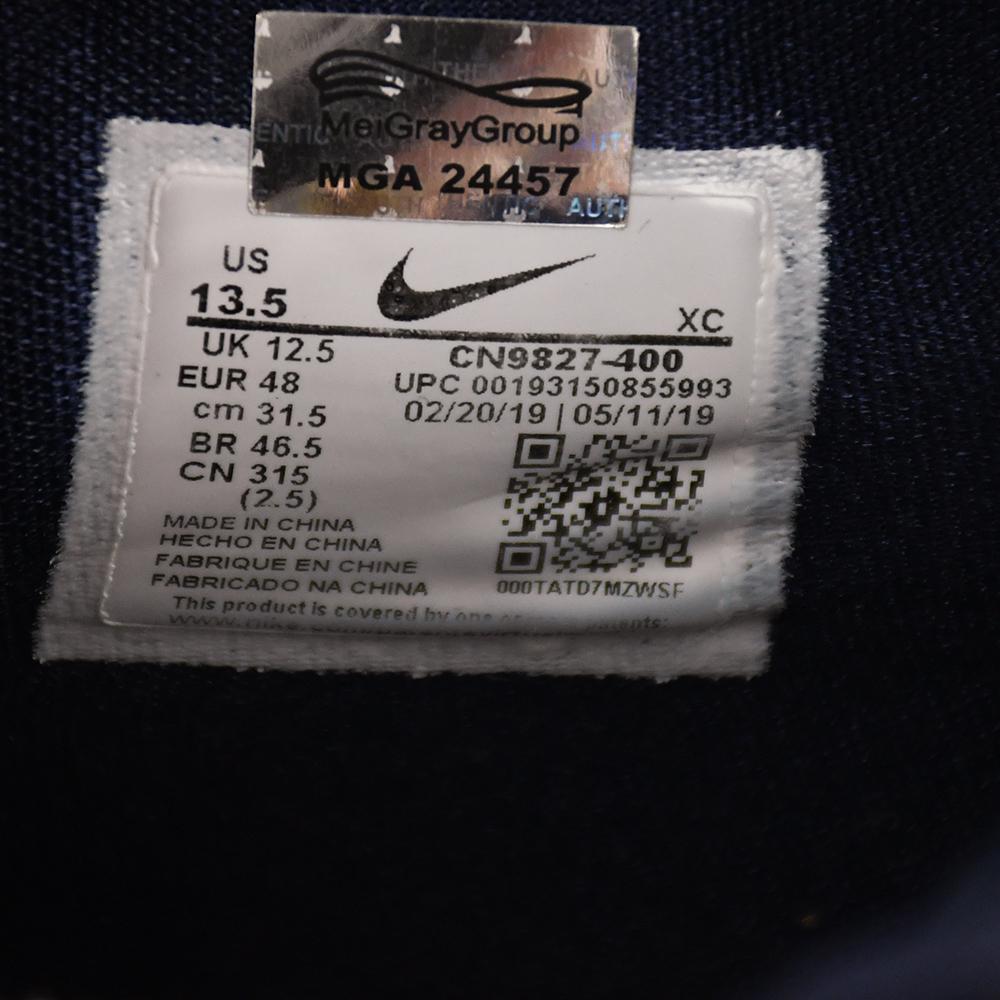 MeiGrayGroup
MGA 24457
US
13.5
XC
UK 12.5
CN9827-400
EUR 48
UPC 00193150855993
cm 31.5
02/20/19 | 05/11/19
BR 46.5
CN 315
(2.5)
MADE IN CHINA
HECHO EN CHINA
FABRIQUE EN CHINE
FABRICADO NA CHINA
000TATD7MZWSF
This product is covered by one or patents: